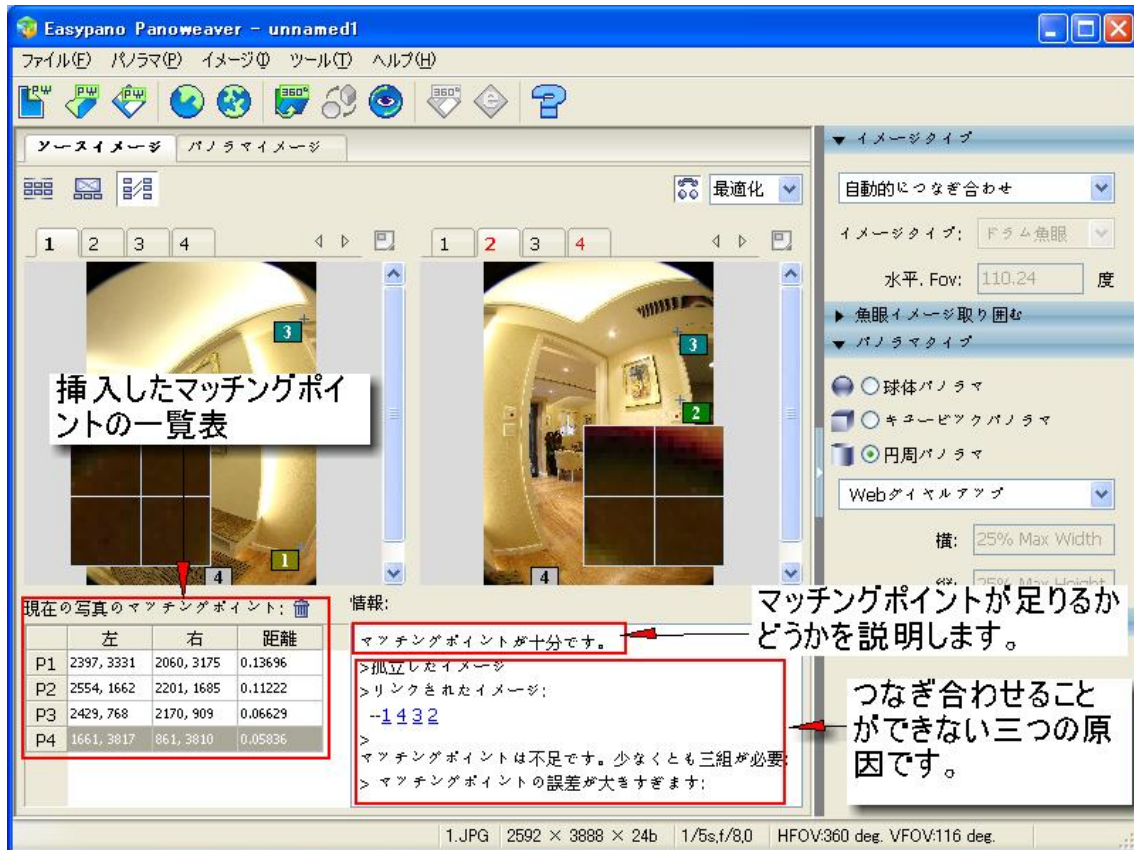 Easypano Panoweaver - unnamed1
ファイル(F) パノラマ(P) イメージ(I) ツール(T) ヘルプ(H)
ソースイメージ パノラマイメージ
最適化
1 2 3 4
1 2 3 4
3
1
4
3
2
4
挿入したマッチングポイ
ントの一覧表
イメージタイプ
自動的につなぎ合わせ
イメージタイプ: ドラム魚眼
水平. Fov: 110.24 度
魚眼イメージ取り囲む
パノラマタイプ
球体パノラマ
キュービックパノラマ
円周パノラマ
Webダイヤルアップ
横: 25% Max Width
25% Max Height
現在の写真のマッチングポイント:
左 右 距離
P1 2397, 3331 2060, 3175 0.13696
P2 2554, 1662 2201, 1685 0.11222
P3 2429, 768 2170, 909 0.06629
P4 1661, 3817 861, 3810 0.05836
情報:
マッチングポイントが十分です。
>孤立したイメージ
>リンクされたイメージ:
--1 4 3 2
>
マッチングポイントは不足です。少なくとも三組が必要:
> マッチングポイントの誤差が大きすぎます:
マッチングポイントが足りるか
どうかを説明します。
つなぎ合わせること
ができない三つの原
因です。
1.JPG 2592 × 3888 × 24b 1/5s,f/8,0 HFOV:360 deg. VFOV:116 deg.